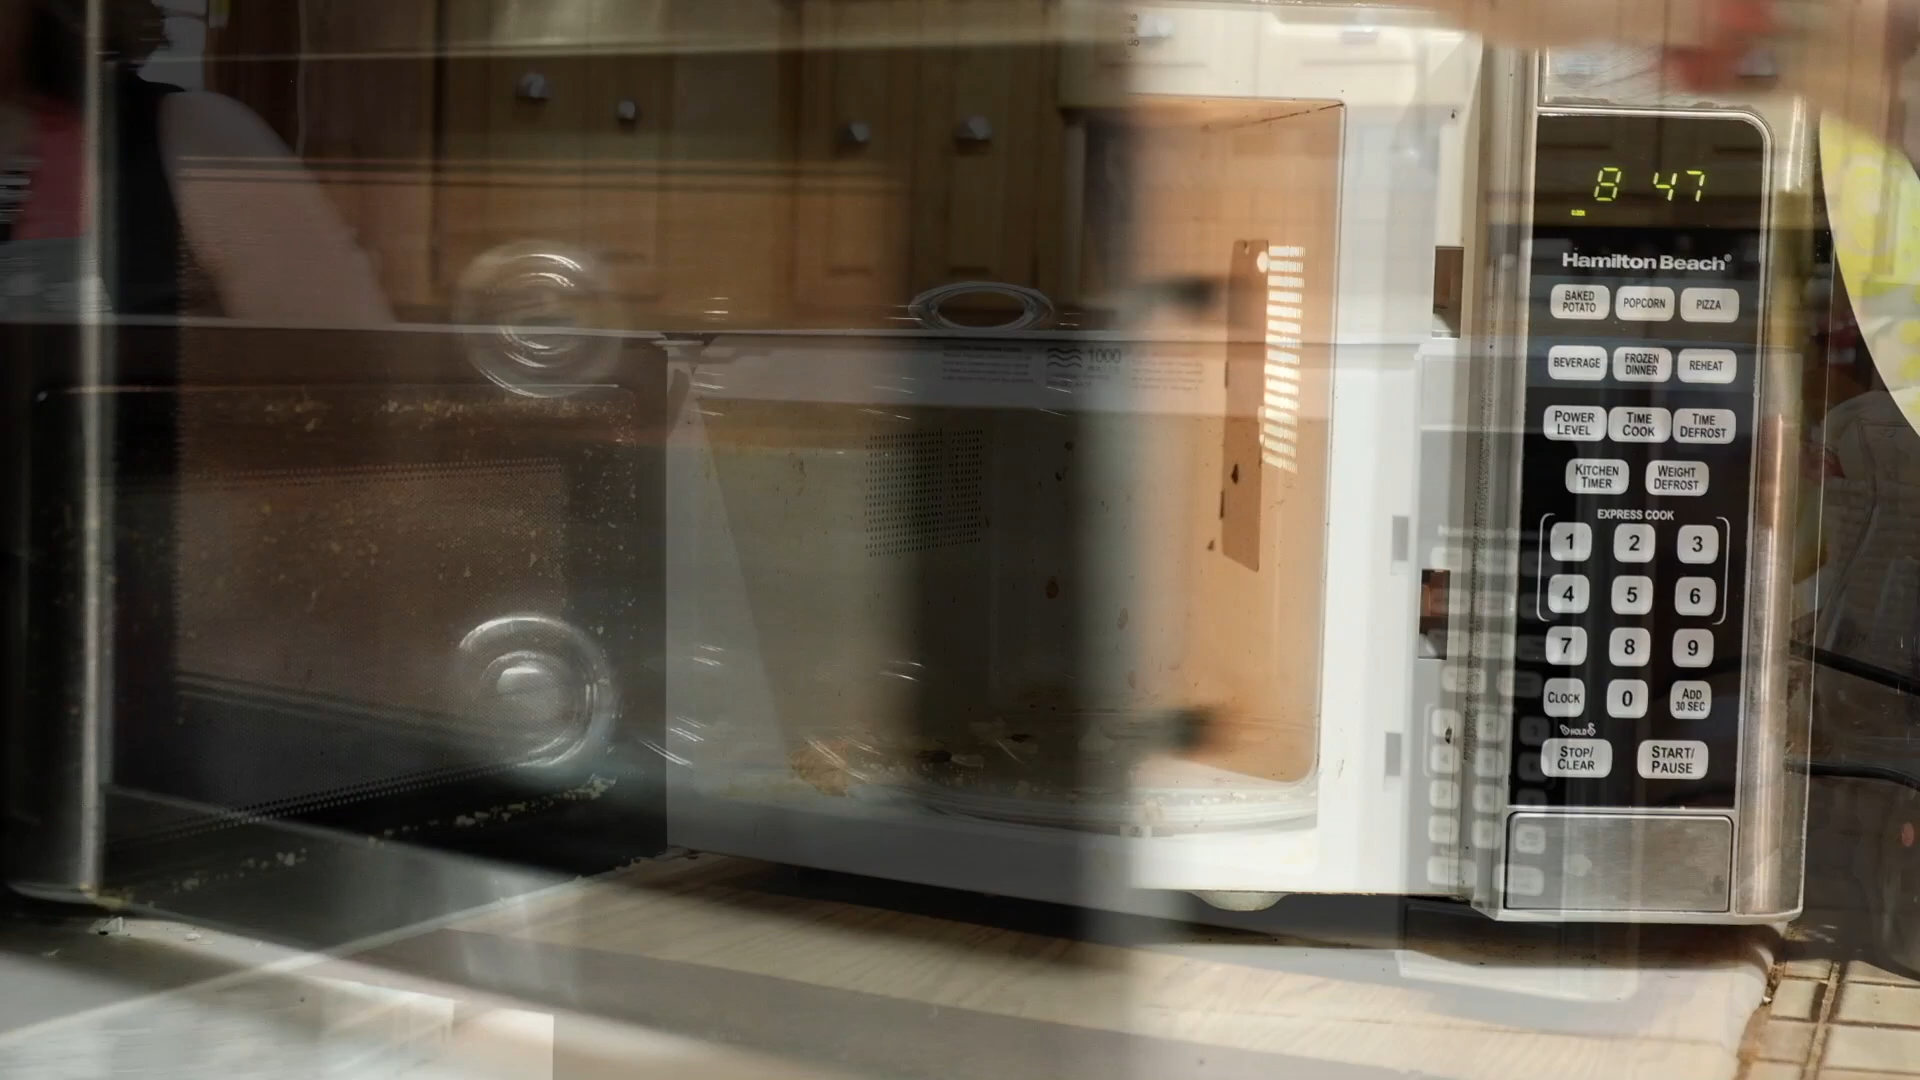 8 47
Hamilton Beach®
BAKED POTATO POPCORN PIZZA
BEVERAGE FROZEN DINNER REHEAT
POWER LEVEL TIME COOK TIME DEFROST
KITCHEN TIMER WEIGHT DEFROST
EXPRESS COOK
1 2 3
4 5 6
7 8 9
CLOCK 0 ADD 30 SEC
HOLD
STOP/CLEAR START/PAUSE
1000